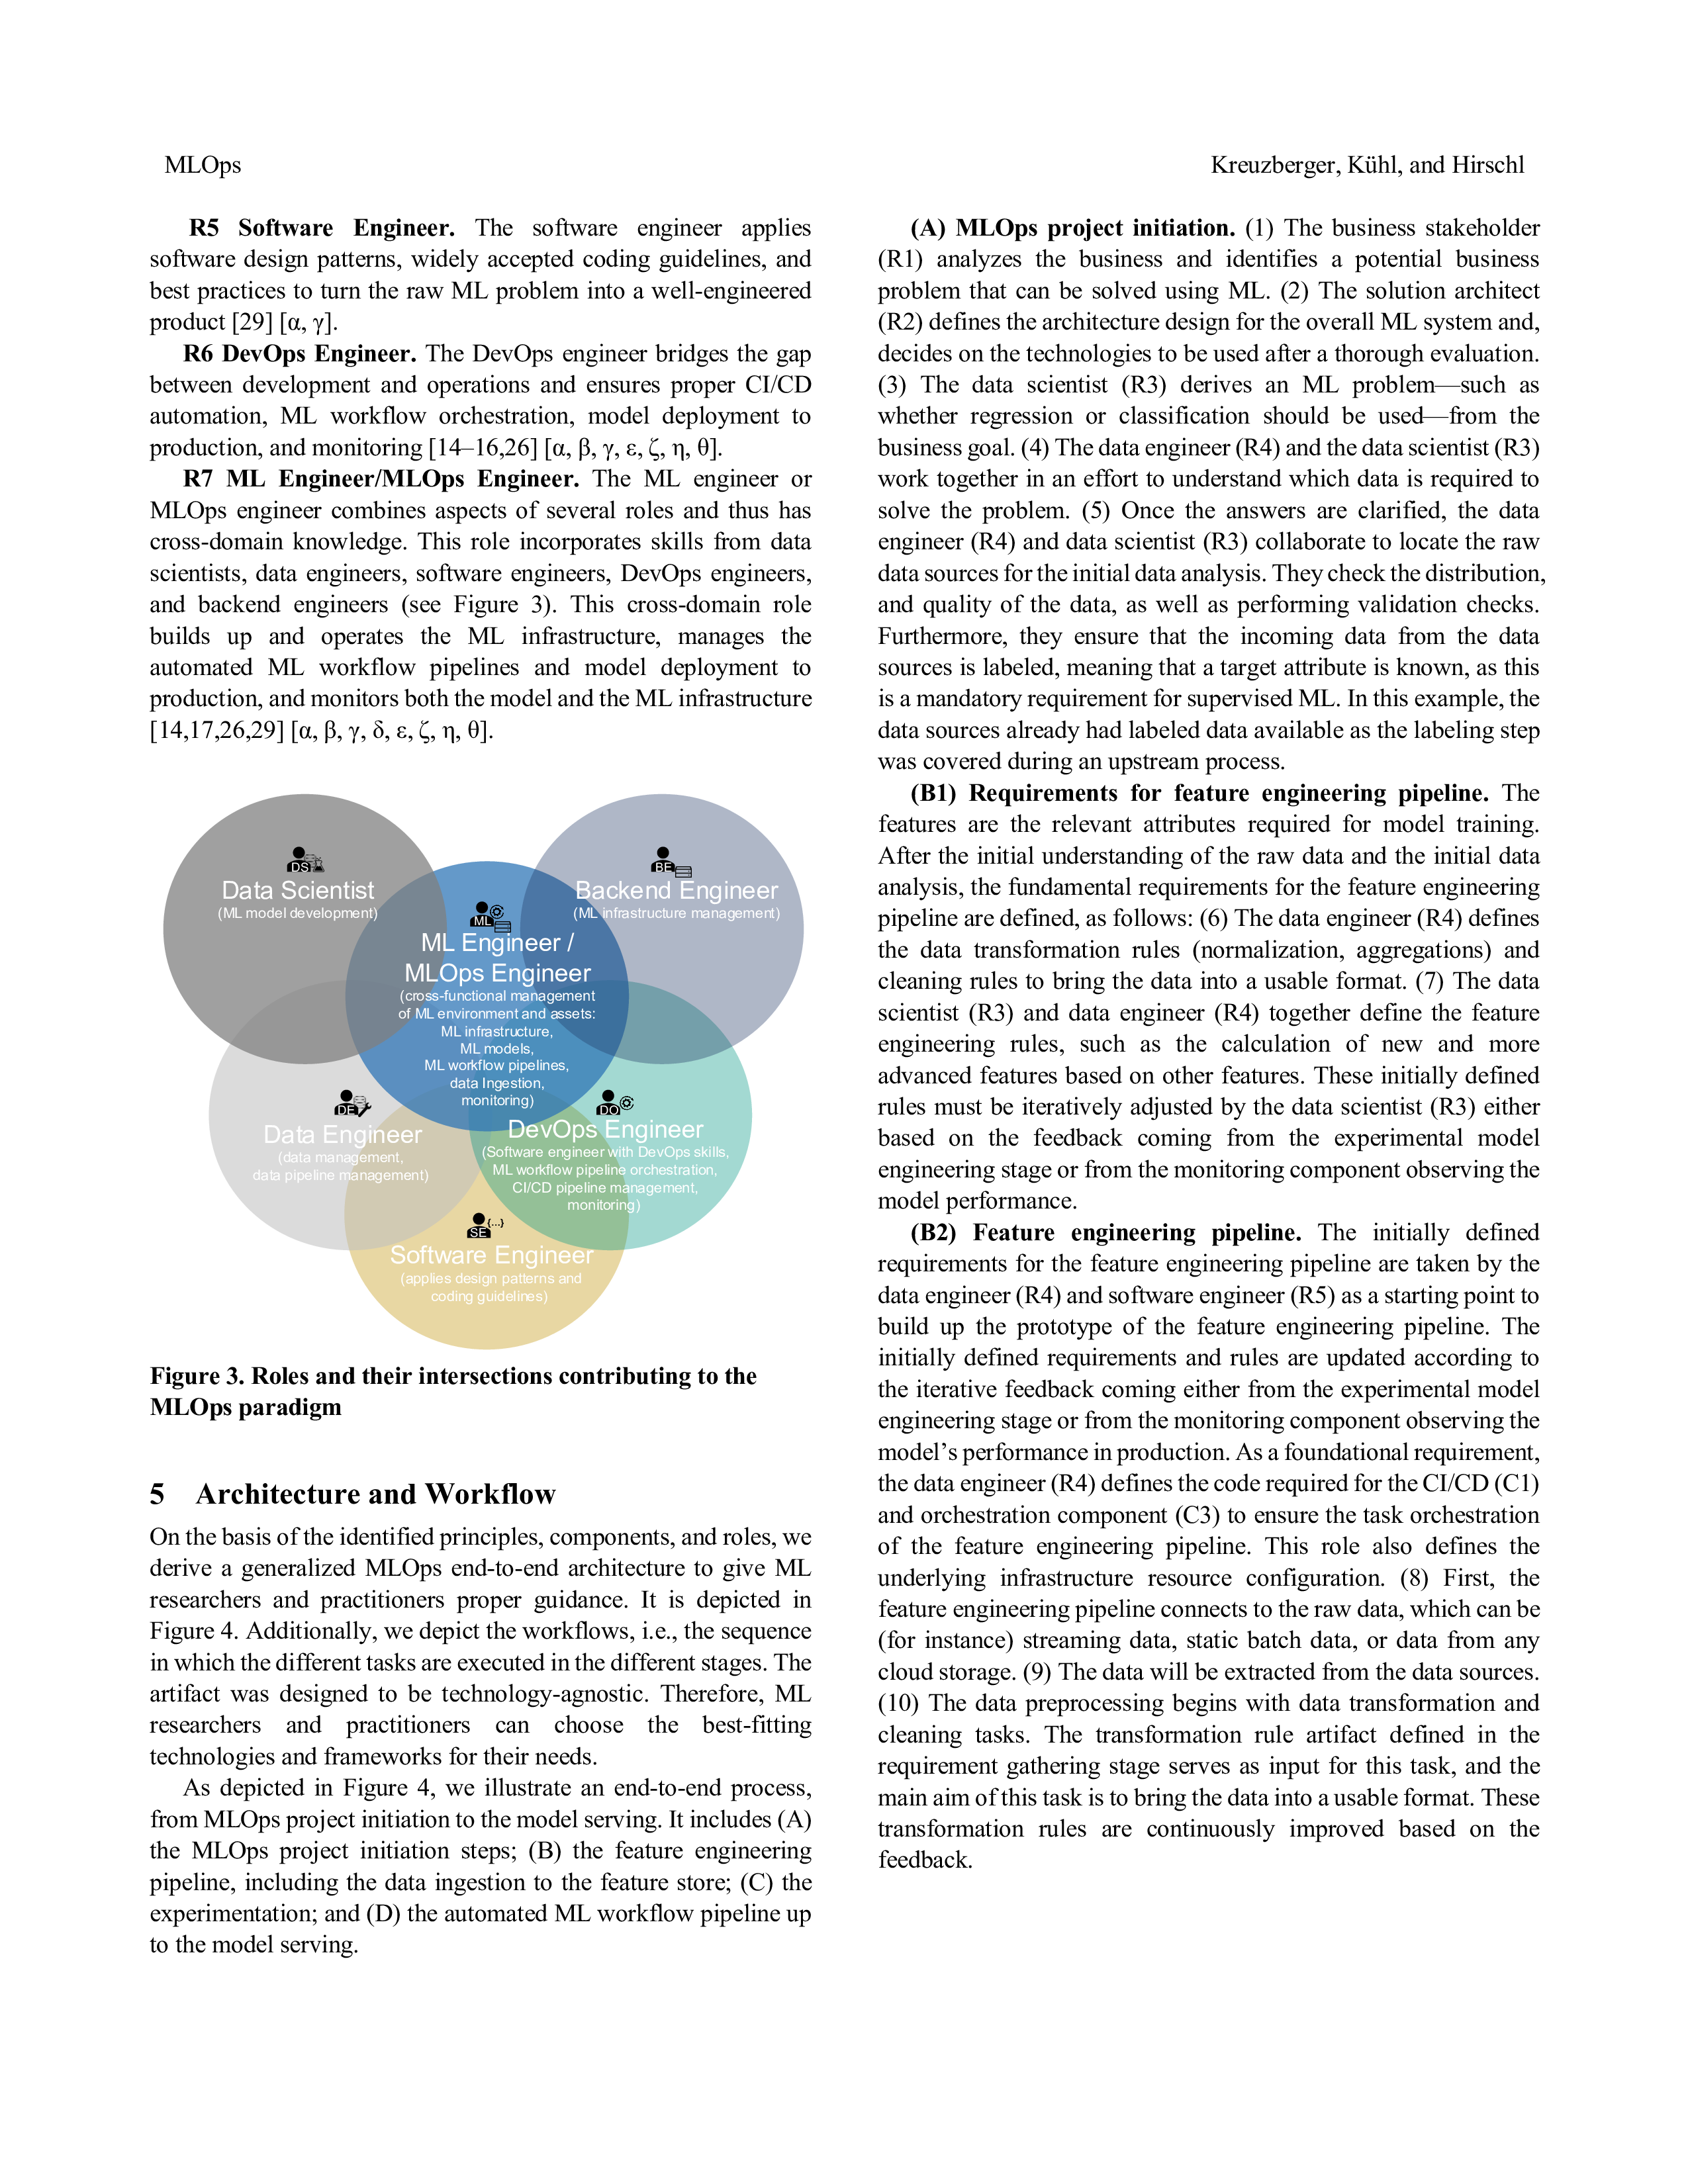 MLOps
Kreuzberger, Kühl, and Hirschl
R5 Software Engineer. The software engineer applies
software design patterns, widely accepted coding guidelines, and
best practices to turn the raw ML problem into a well-engineered
product [29] [α, γ].
R6 DevOps Engineer. The DevOps engineer bridges the gap
between development and operations and ensures proper CI/CD
automation, ML workflow orchestration, model deployment to
production, and monitoring [14–16,26] [α, β, γ, ε, ζ, η, θ].
R7 ML Engineer/MLOps Engineer. The ML engineer or
MLOps engineer combines aspects of several roles and thus has
cross-domain knowledge. This role incorporates skills from data
scientists, data engineers, software engineers, DevOps engineers,
and backend engineers (see Figure 3). This cross-domain role
builds up and operates the ML infrastructure, manages the
automated ML workflow pipelines and model deployment to
production, and monitors both the model and the ML infrastructure
[14,17,26,29] [α, β, γ, δ, ε, ζ, η, θ].
DS
Data Scientist
(ML model development)
BE
Backend Engineer
(ML infrastructure management)
ML
ML Engineer /
MLOps Engineer
(cross-functional management
of ML environment and assets:
ML infrastructure,
ML models,
ML workflow pipelines,
data Ingestion,
monitoring)
DE
Data Engineer
(data management,
data pipeline management)
DO
DevOps Engineer
(Software engineer with DevOps skills,
ML workflow pipeline orchestration,
CI/CD pipeline management,
monitoring)
SE {...}
Software Engineer
(applies design patterns and
coding guidelines)
Figure 3. Roles and their intersections contributing to the
MLOps paradigm
5 Architecture and Workflow
On the basis of the identified principles, components, and roles, we
derive a generalized MLOps end-to-end architecture to give ML
researchers and practitioners proper guidance. It is depicted in
Figure 4. Additionally, we depict the workflows, i.e., the sequence
in which the different tasks are executed in the different stages. The
artifact was designed to be technology-agnostic. Therefore, ML
researchers and practitioners can choose the best-fitting
technologies and frameworks for their needs.
As depicted in Figure 4, we illustrate an end-to-end process,
from MLOps project initiation to the model serving. It includes (A)
the MLOps project initiation steps; (B) the feature engineering
pipeline, including the data ingestion to the feature store; (C) the
experimentation; and (D) the automated ML workflow pipeline up
to the model serving.
(A) MLOps project initiation. (1) The business stakeholder
(R1) analyzes the business and identifies a potential business
problem that can be solved using ML. (2) The solution architect
(R2) defines the architecture design for the overall ML system and,
decides on the technologies to be used after a thorough evaluation.
(3) The data scientist (R3) derives an ML problem—such as
whether regression or classification should be used—from the
business goal. (4) The data engineer (R4) and the data scientist (R3)
work together in an effort to understand which data is required to
solve the problem. (5) Once the answers are clarified, the data
engineer (R4) and data scientist (R3) collaborate to locate the raw
data sources for the initial data analysis. They check the distribution,
and quality of the data, as well as performing validation checks.
Furthermore, they ensure that the incoming data from the data
sources is labeled, meaning that a target attribute is known, as this
is a mandatory requirement for supervised ML. In this example, the
data sources already had labeled data available as the labeling step
was covered during an upstream process.
(B1) Requirements for feature engineering pipeline. The
features are the relevant attributes required for model training.
After the initial understanding of the raw data and the initial data
analysis, the fundamental requirements for the feature engineering
pipeline are defined, as follows: (6) The data engineer (R4) defines
the data transformation rules (normalization, aggregations) and
cleaning rules to bring the data into a usable format. (7) The data
scientist (R3) and data engineer (R4) together define the feature
engineering rules, such as the calculation of new and more
advanced features based on other features. These initially defined
rules must be iteratively adjusted by the data scientist (R3) either
based on the feedback coming from the experimental model
engineering stage or from the monitoring component observing the
model performance.
(B2) Feature engineering pipeline. The initially defined
requirements for the feature engineering pipeline are taken by the
data engineer (R4) and software engineer (R5) as a starting point to
build up the prototype of the feature engineering pipeline. The
initially defined requirements and rules are updated according to
the iterative feedback coming either from the experimental model
engineering stage or from the monitoring component observing the
model’s performance in production. As a foundational requirement,
the data engineer (R4) defines the code required for the CI/CD (C1)
and orchestration component (C3) to ensure the task orchestration
of the feature engineering pipeline. This role also defines the
underlying infrastructure resource configuration. (8) First, the
feature engineering pipeline connects to the raw data, which can be
(for instance) streaming data, static batch data, or data from any
cloud storage. (9) The data will be extracted from the data sources.
(10) The data preprocessing begins with data transformation and
cleaning tasks. The transformation rule artifact defined in the
requirement gathering stage serves as input for this task, and the
main aim of this task is to bring the data into a usable format. These
transformation rules are continuously improved based on the
feedback.